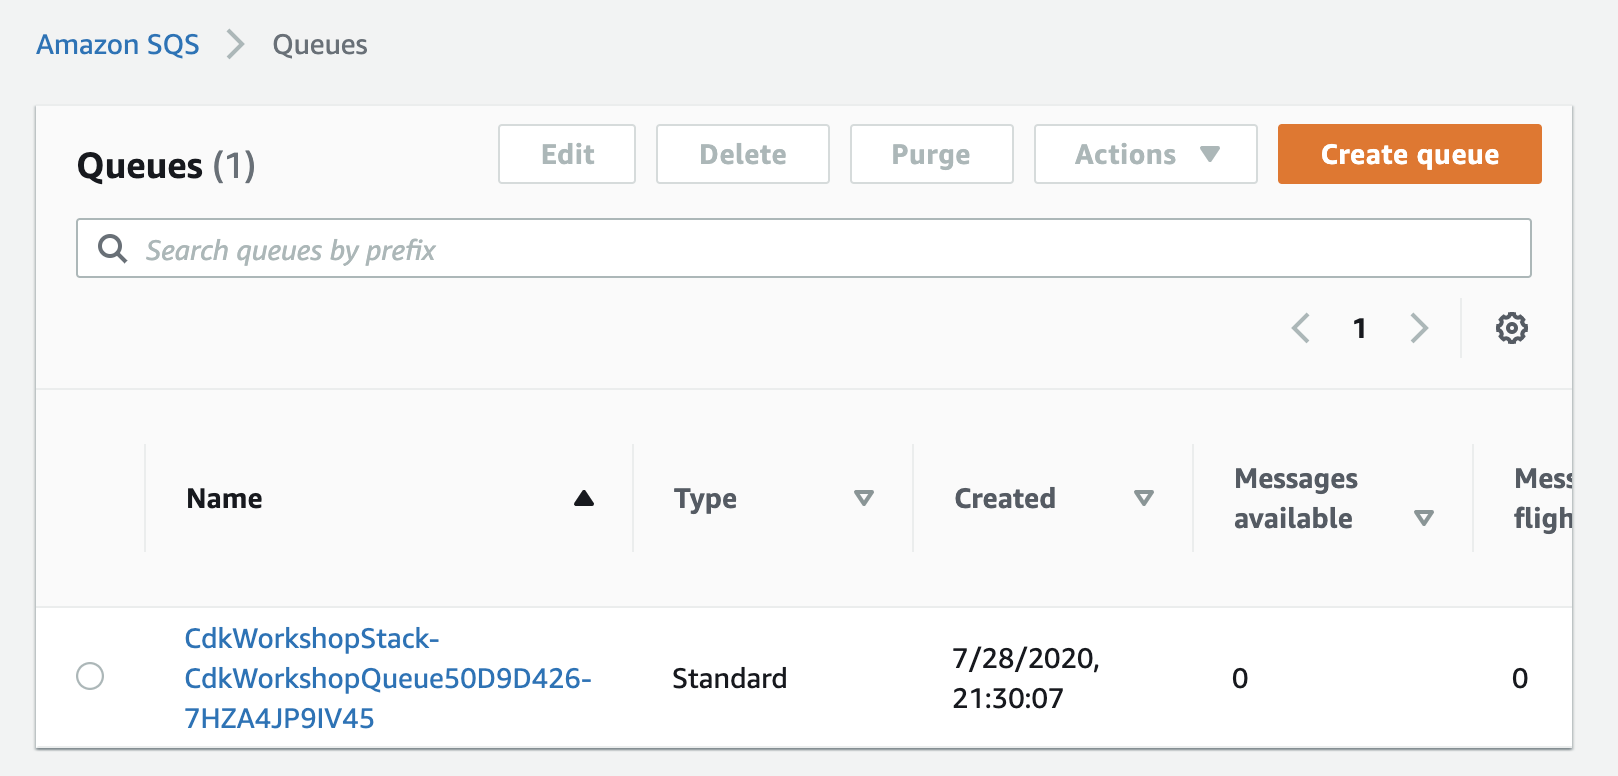 Amazon SQS > Queues
Queues (1)
Edit
Delete
Purge
Actions
Create queue
Search queues by prefix
1
Name
Type
Created
Messages
available
Mess
fligh
CdkWorkshopStack-
CdkWorkshopQueue50D9D426-
7HZA4JP9IV45
Standard
7/28/2020,
21:30:07
0
0